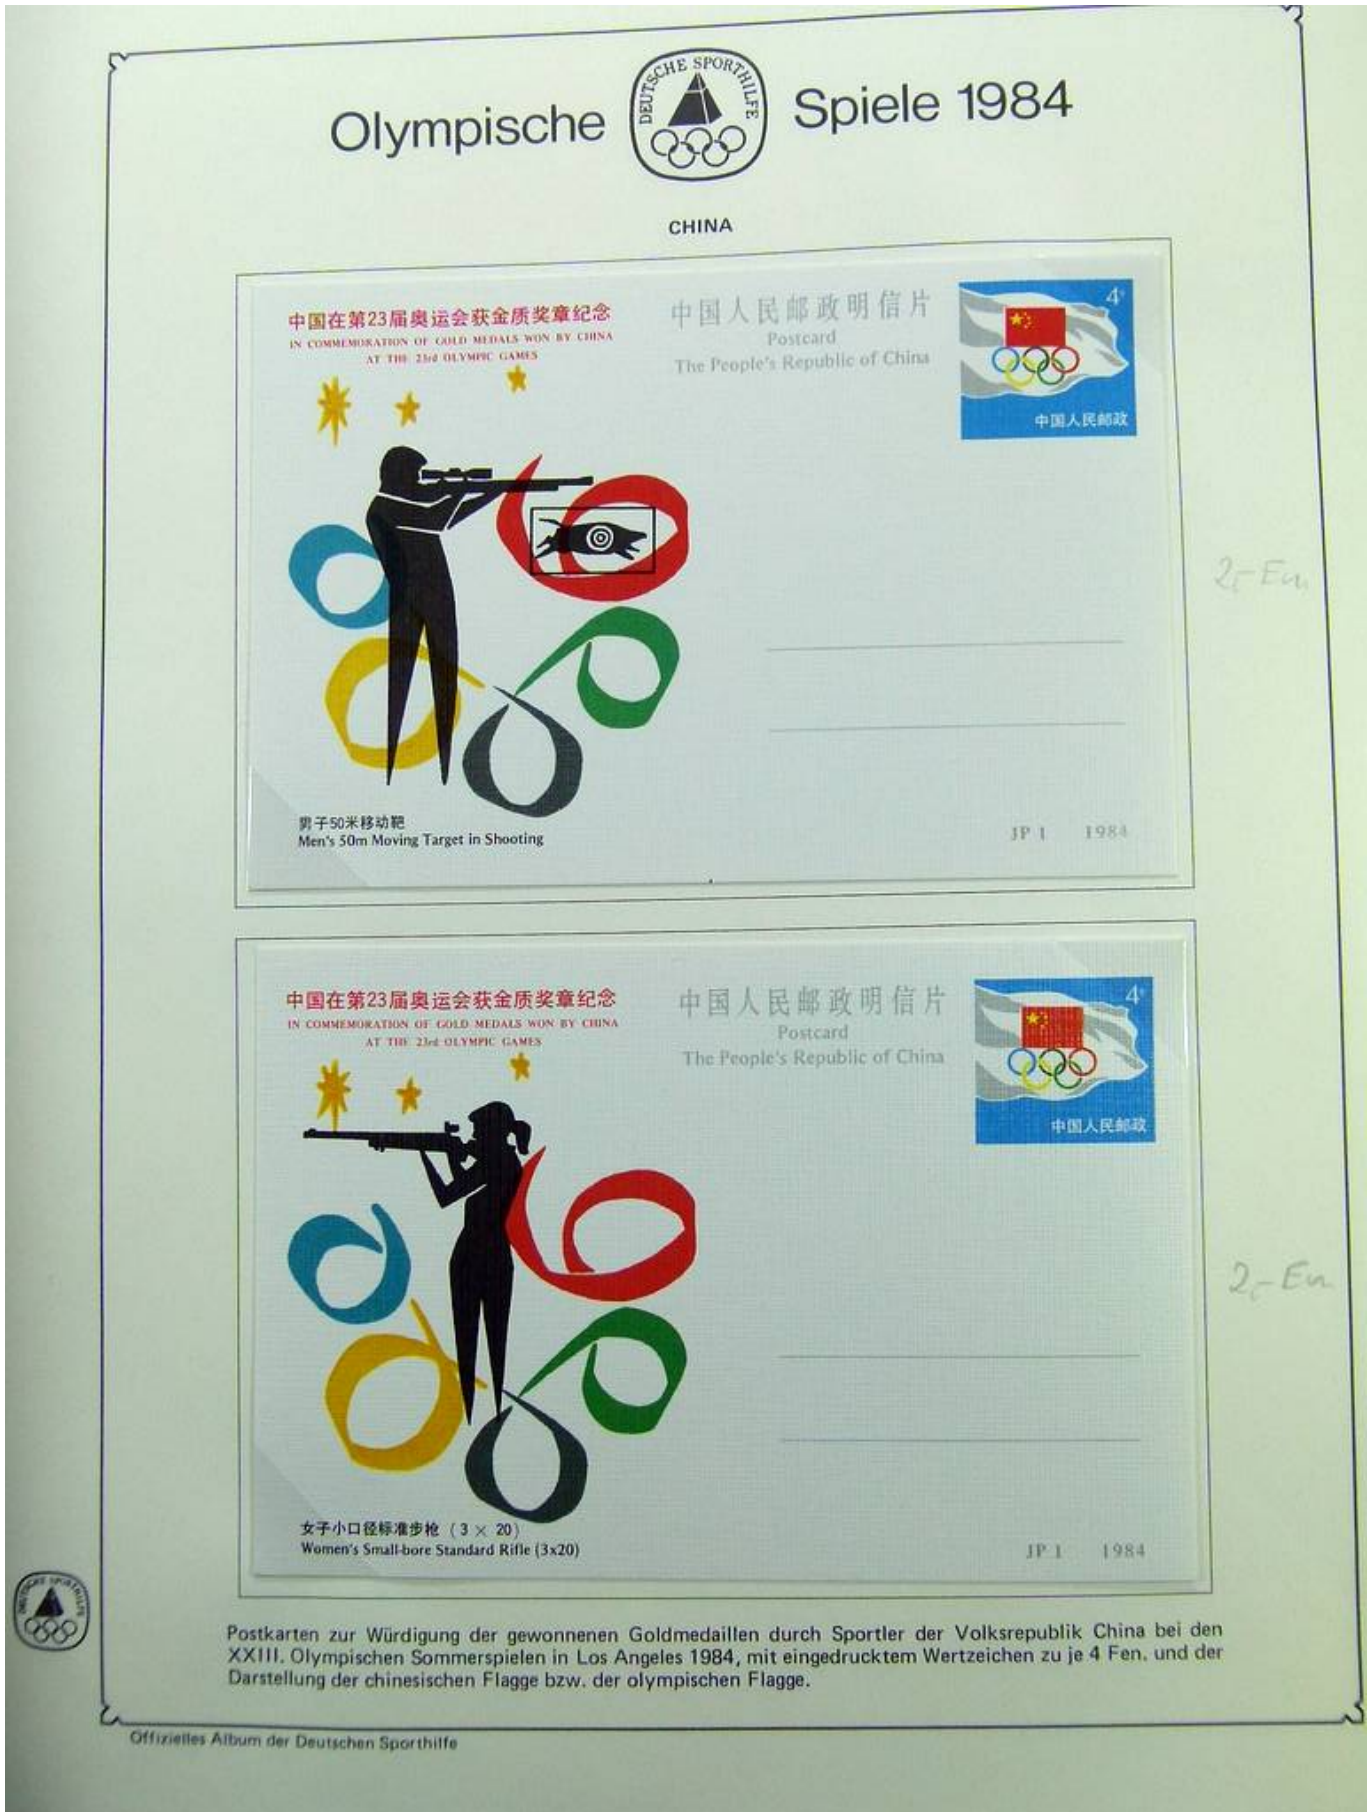 Olympische
DEUTSCHE SPORTHILFE
Spiele 1984
CHINA
中国在第23届奥运会获金质奖章纪念
IN COMMEMORATION OF GOLD MEDALS WON BY CHINA
AT THE 23rd OLYMPIC GAMES
中国人民邮政明信片
Postcard
The People's Republic of China
4
中国人民邮政
男子50米移动靶
Men's 50m Moving Target in Shooting
JP 1 1984
中国在第23届奥运会获金质奖章纪念
IN COMMEMORATION OF GOLD MEDALS WON BY CHINA
AT THE 23rd OLYMPIC GAMES
中国人民邮政明信片
Postcard
The People's Republic of China
4
中国人民邮政
女子小口径标准步枪 (3 × 20)
Women's Small-bore Standard Rifle (3x20)
JP 1 1984
DEUTSCHE SPORTHILFE
Postkarten zur Würdigung der gewonnenen Goldmedaillen durch Sportler der Volksrepublik China bei den
XXIII. Olympischen Sommerspielen in Los Angeles 1984, mit eingedrucktem Wertzeichen zu je 4 Fen. und der
Darstellung der chinesischen Flagge bzw. der olympischen Flagge.
Offizielles Album der Deutschen Sporthilfe